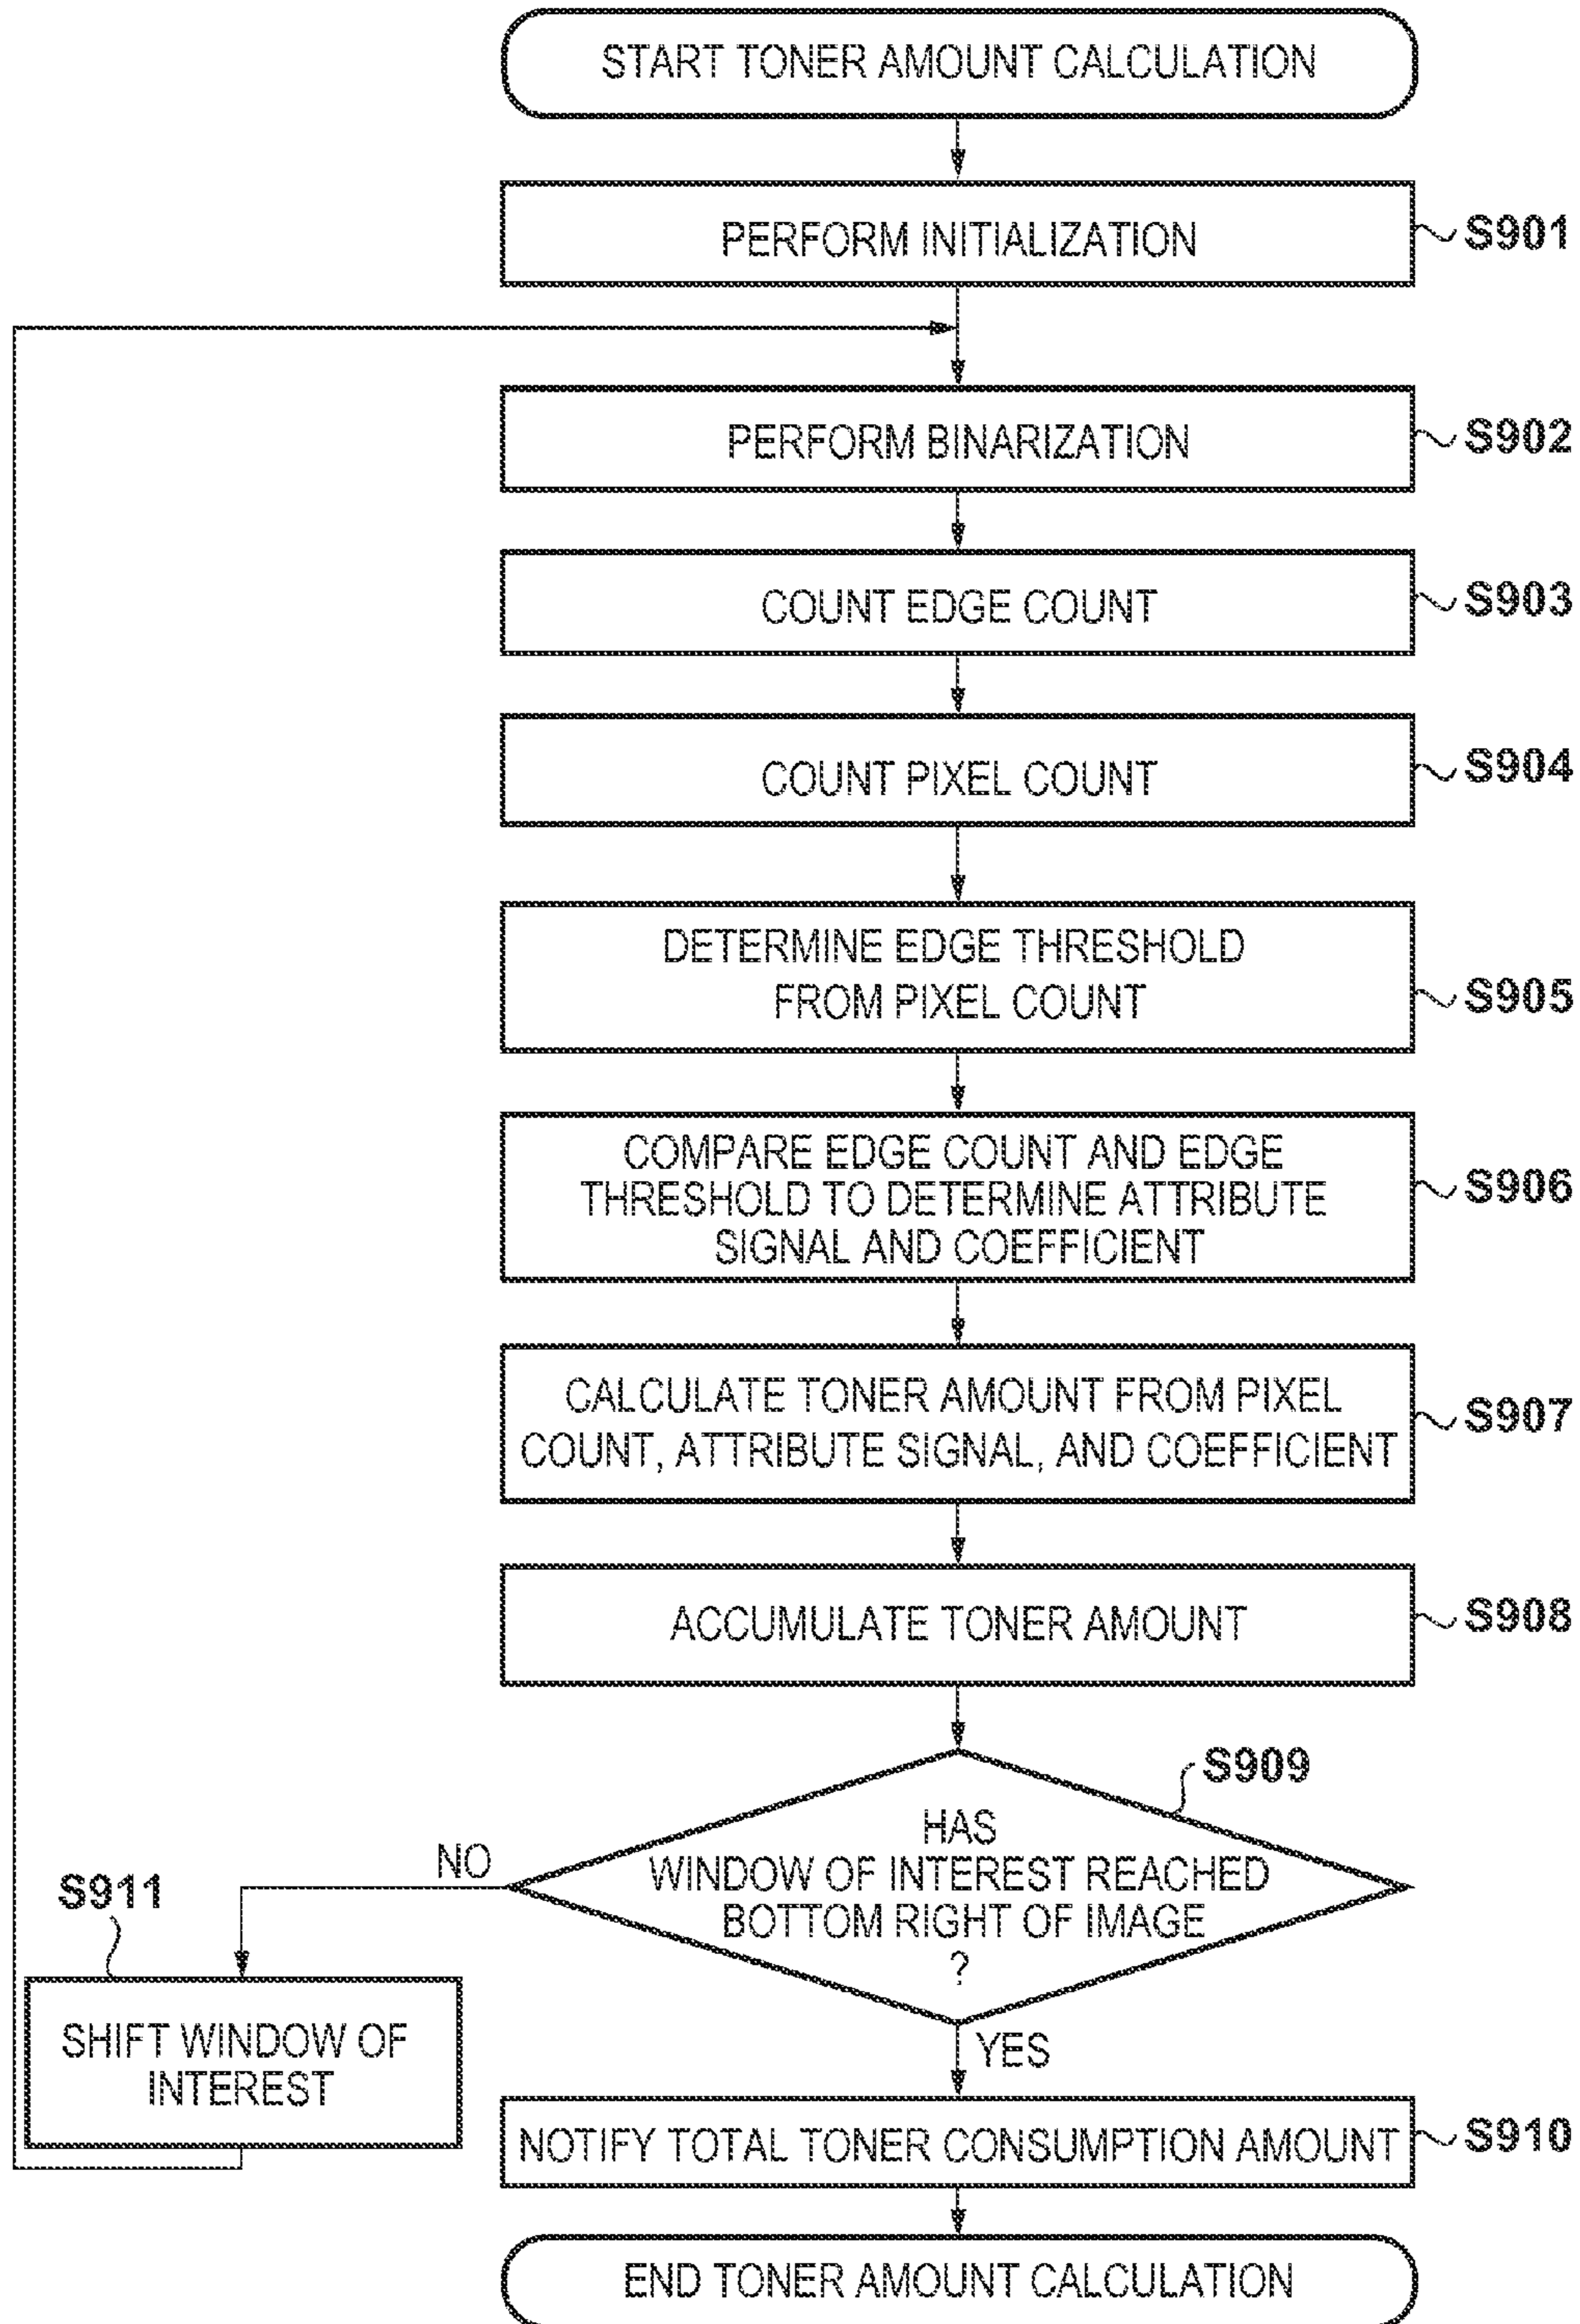 START TONER AMOUNT CALCULATION
PERFORM INITIALIZATION
S901
PERFORM BINARIZATION
S902
COUNT EDGE COUNT
S903
COUNT PIXEL COUNT
S904
DETERMINE EDGE THRESHOLD
FROM PIXEL COUNT
S905
COMPARE EDGE COUNT AND EDGE
THRESHOLD TO DETERMINE ATTRIBUTE
SIGNAL AND COEFFICIENT
S906
CALCULATE TONER AMOUNT FROM PIXEL
COUNT, ATTRIBUTE SIGNAL, AND COEFFICIENT
S907
ACCUMULATE TONER AMOUNT
S908
S909
HAS
WINDOW OF INTEREST REACHED
BOTTOM RIGHT OF IMAGE
?
NO
S911
SHIFT WINDOW OF
INTEREST
YES
NOTIFY TOTAL TONER CONSUMPTION AMOUNT
S910
END TONER AMOUNT CALCULATION